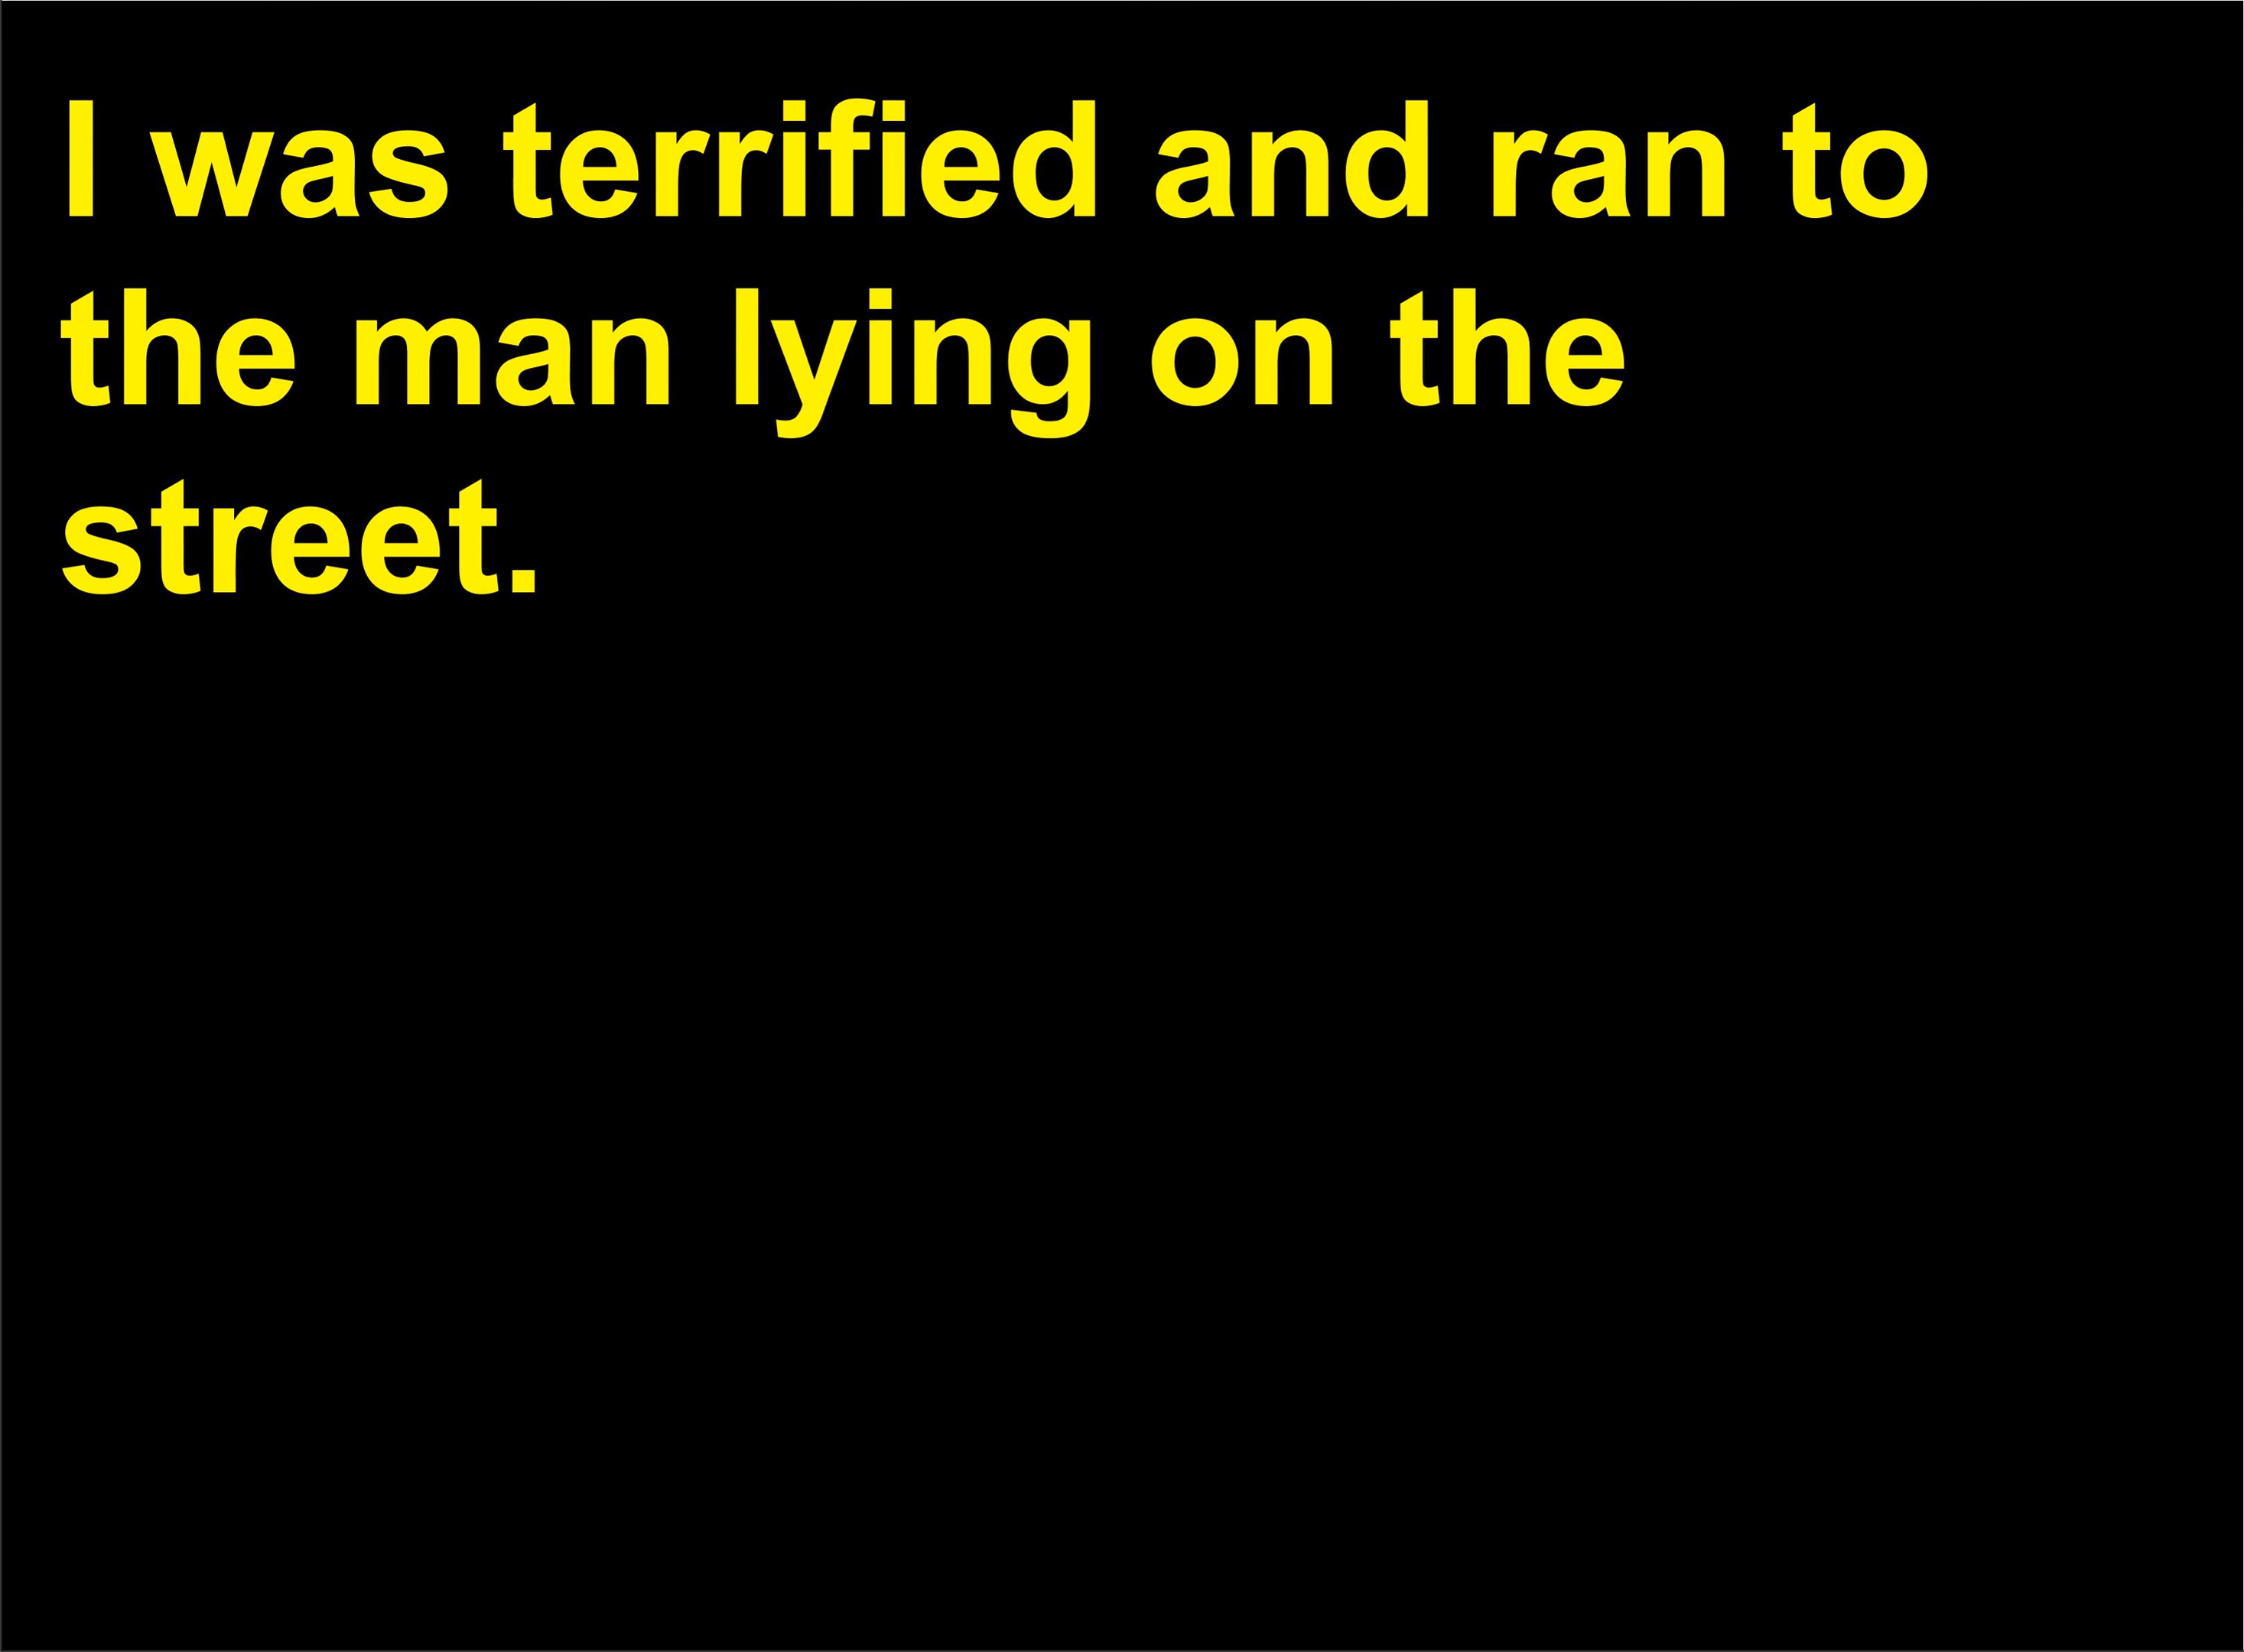 I was terrified and ran to
the man lying on the
street.